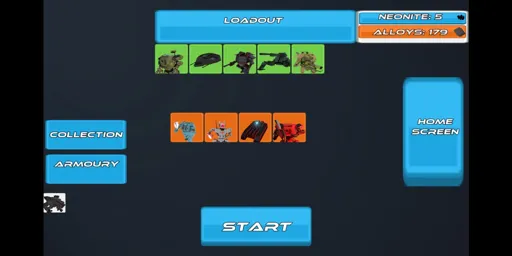 LOADOUT
NEONITE: 5
ALLOYS: 179
COLLECTION
ARMOURY
HOME
SCREEN
START